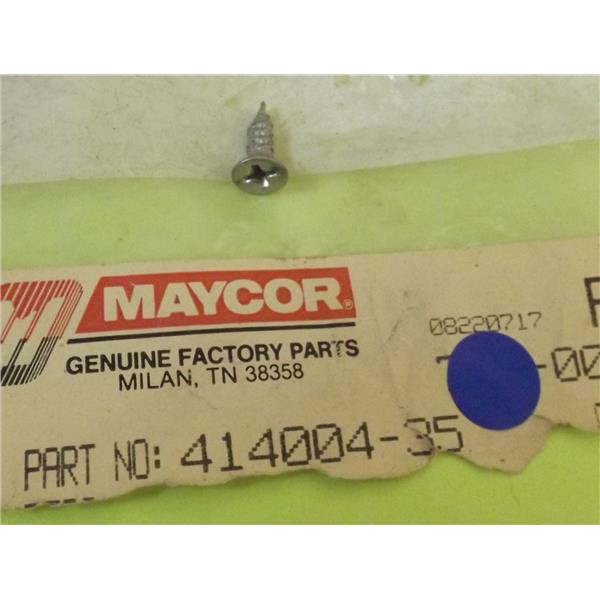 MAYCOR®
GENUINE FACTORY PARTS
MILAN, TN 38358
08220717
PART NO: 414004-35